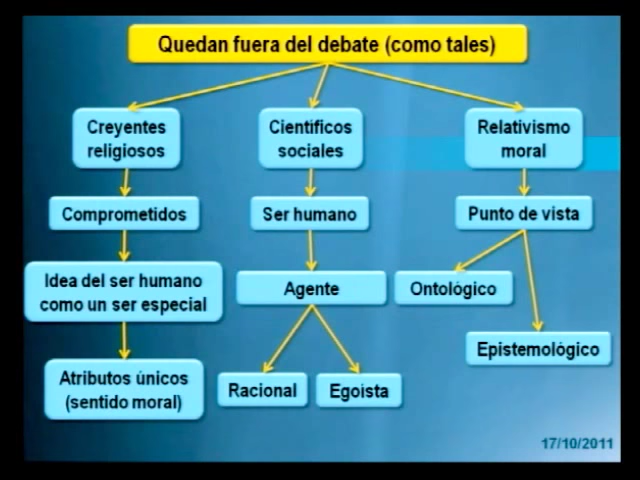 Quedan fuera del debate (como tales)
Creyentes
religiosos
Científicos
sociales
Relativismo
moral
Comprometidos
Ser humano
Punto de vista
Idea del ser humano
como un ser especial
Agente
Ontológico
Epistemológico
Atributos únicos
(sentido moral)
Racional
Egoísta
17/10/2011